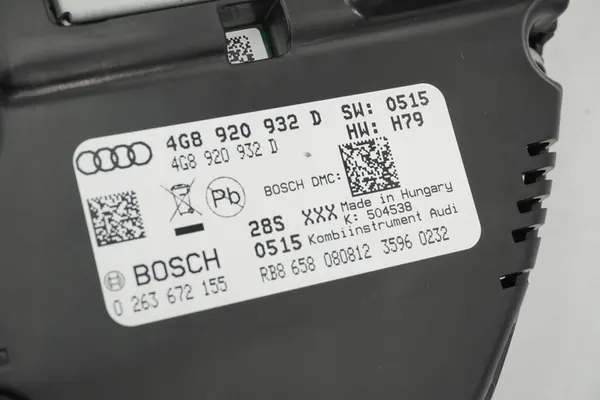 4G8 920 932 D
SW: 0515
4G8 920 932 D
HW: H79
BOSCH DMC:
Pb
Made in Hungary
28S XXX K: 504538
0515 Kombiinstrument Audi
BOSCH
0 263 672 155
RB8 658 080812 3596 0232